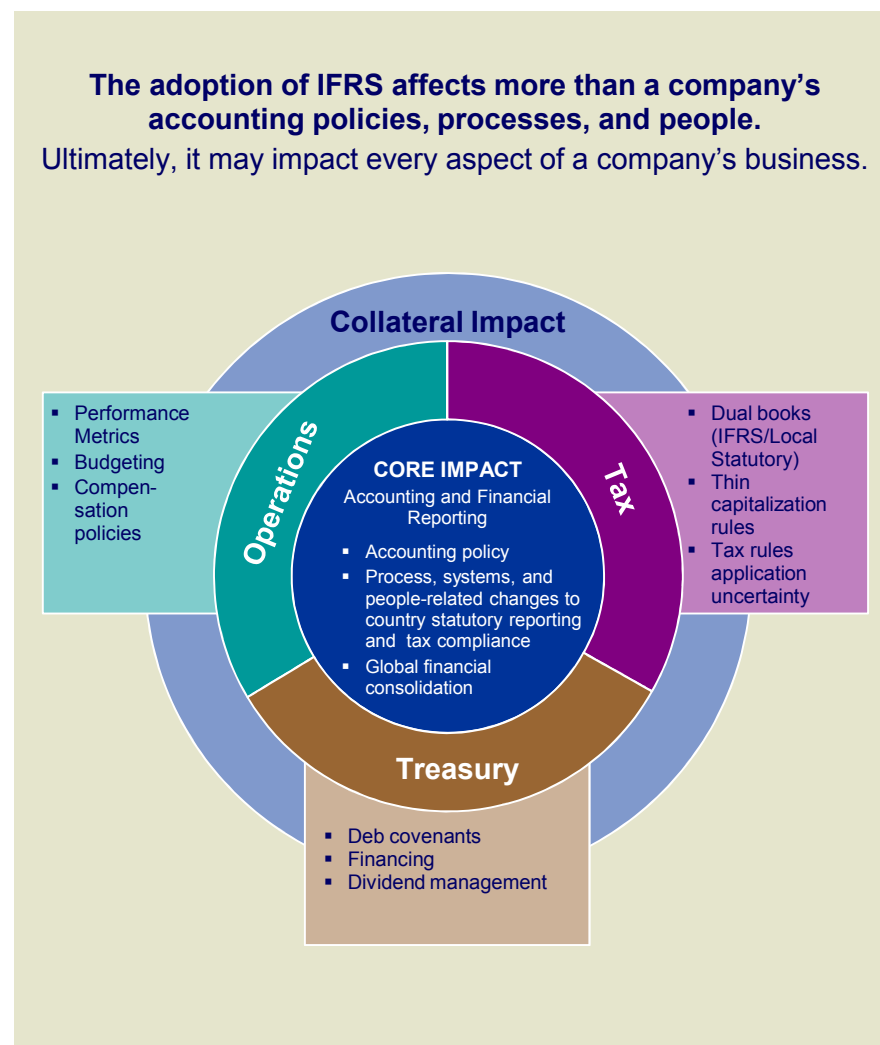 The adoption of IFRS affects more than a company's
accounting policies, processes, and people.
Ultimately, it may impact every aspect of a company's business.
Collateral Impact
Operations
▪ Performance
Metrics
▪ Budgeting
▪ Compen-
sation
policies
CORE IMPACT
Accounting and Financial
Reporting
▪ Accounting policy
▪ Process, systems, and
people-related changes to
country statutory reporting
and tax compliance
▪ Global financial
consolidation
Tax
▪ Dual books
(IFRS/Local
Statutory)
▪ Thin
capitalization
rules
▪ Tax rules
application
uncertainty
Treasury
▪ Deb covenants
▪ Financing
▪ Dividend management